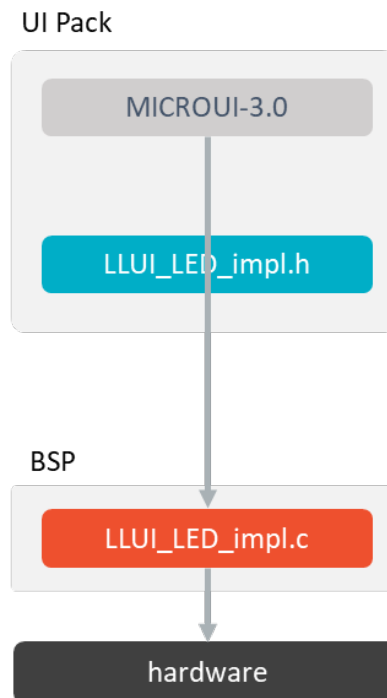 UI Pack
MICROUI-3.0
LLUI_LED_impl.h
BSP
LLUI_LED_impl.c
hardware